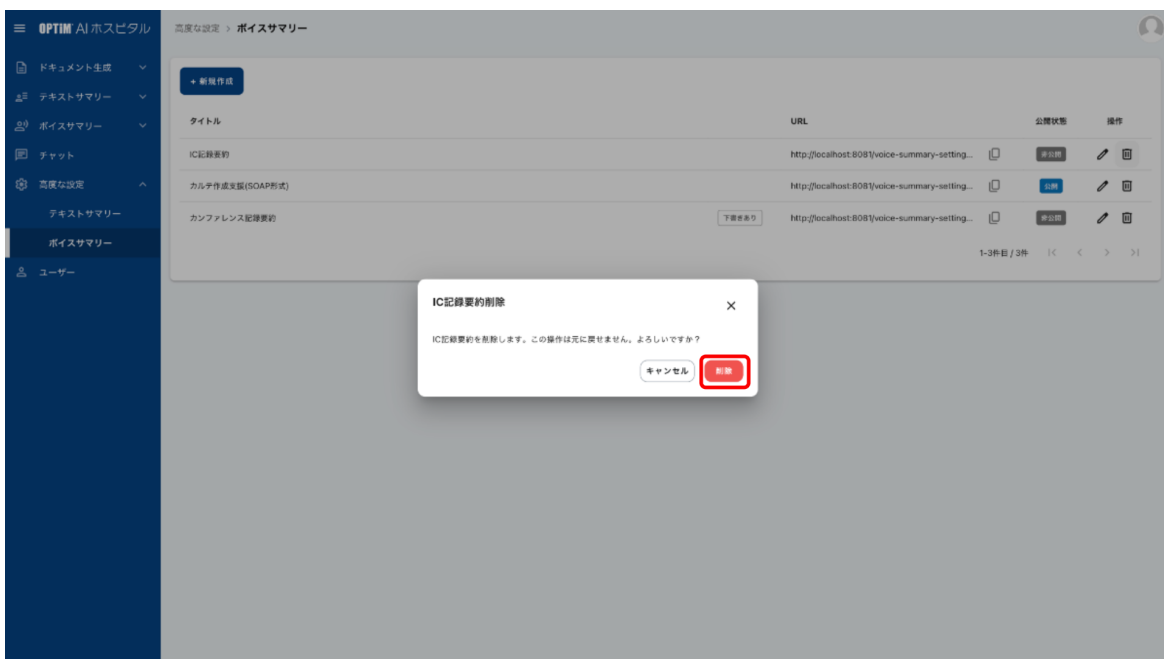 OPTIM AI ホスピタル
高度な設定 > ボイスサマリー
ドキュメント生成
テキストサマリー
ボイスサマリー
チャット
高度な設定
テキストサマリー
ボイスサマリー
ユーザー
+ 新規作成
タイトル URL 公開状態 操作
IC記録要約 http://localhost:8081/voice-summary-setting... 非公開
カルテ作成支援(SOAP形式) http://localhost:8081/voice-summary-setting... 公開
カンファレンス記録要約 下書きあり http://localhost:8081/voice-summary-setting... 非公開
1-3件目 / 3件
IC記録要約削除
IC記録要約を削除します。この操作は元に戻せません。よろしいですか？
キャンセル 削除